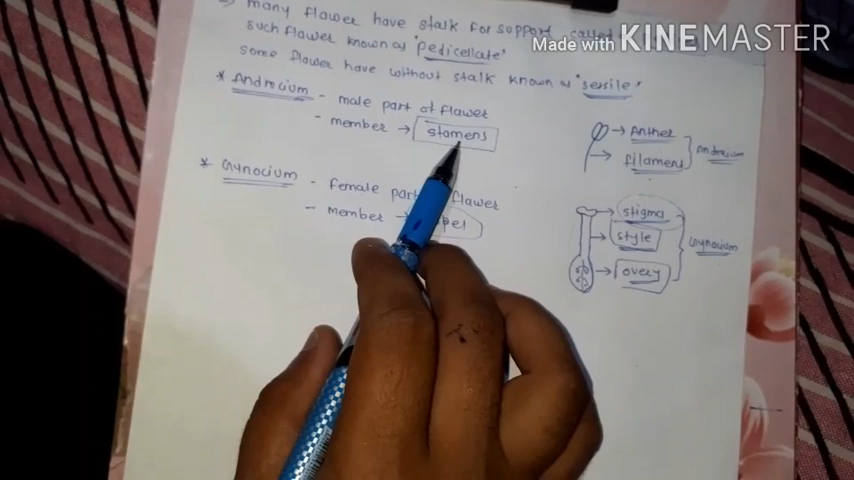 many flower have stalk for support called
such flower known as 'pedicellate'
Made with KINEMASTER
some flower have without stalk known as 'sessile'
* Androcium - male part of flower
- member → stamens
→ Anther
→ filament
Androcium
* Gynocium - female part flower
- member → pel
→ stigma
→ style
→ overy
Gynocium